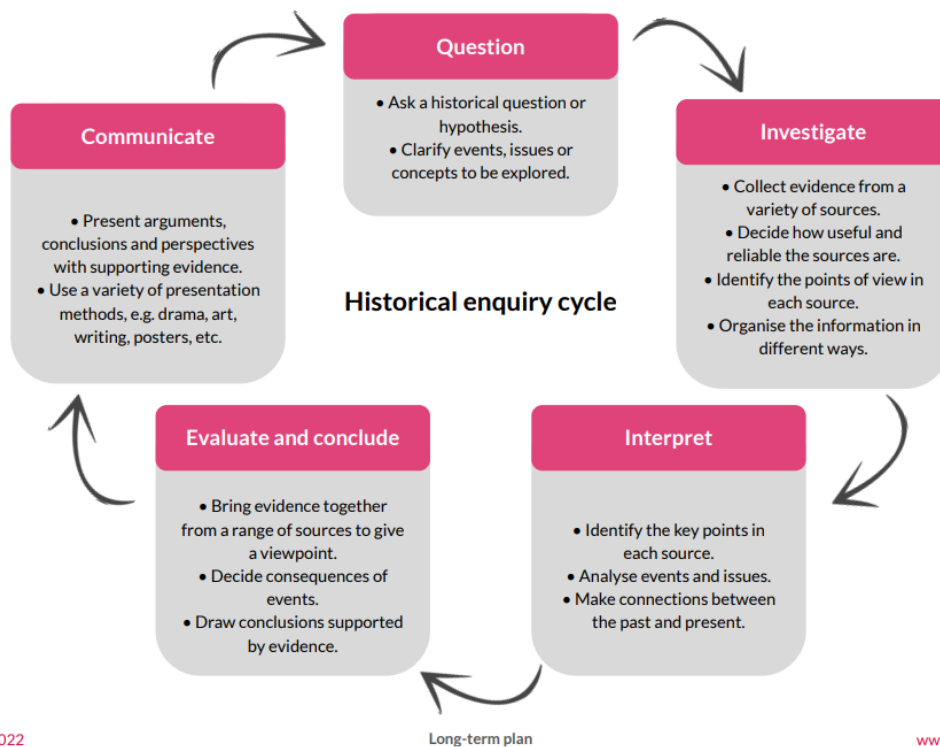 Question
• Ask a historical question or
hypothesis.
• Clarify events, issues or
concepts to be explored.
Investigate
• Collect evidence from a
variety of sources.
• Decide how useful and
reliable the sources are.
• Identify the points of view in
each source.
• Organise the information in
different ways.
Communicate
• Present arguments,
conclusions and perspectives
with supporting evidence.
• Use a variety of presentation
methods, e.g. drama, art,
writing, posters, etc.
Historical enquiry cycle
Interpret
• Identify the key points in
each source.
• Analyse events and issues.
• Make connections between
the past and present.
Evaluate and conclude
• Bring evidence together
from a range of sources to give
a viewpoint.
• Decide consequences of
events.
• Draw conclusions supported
by evidence.
022
Long-term plan
ww